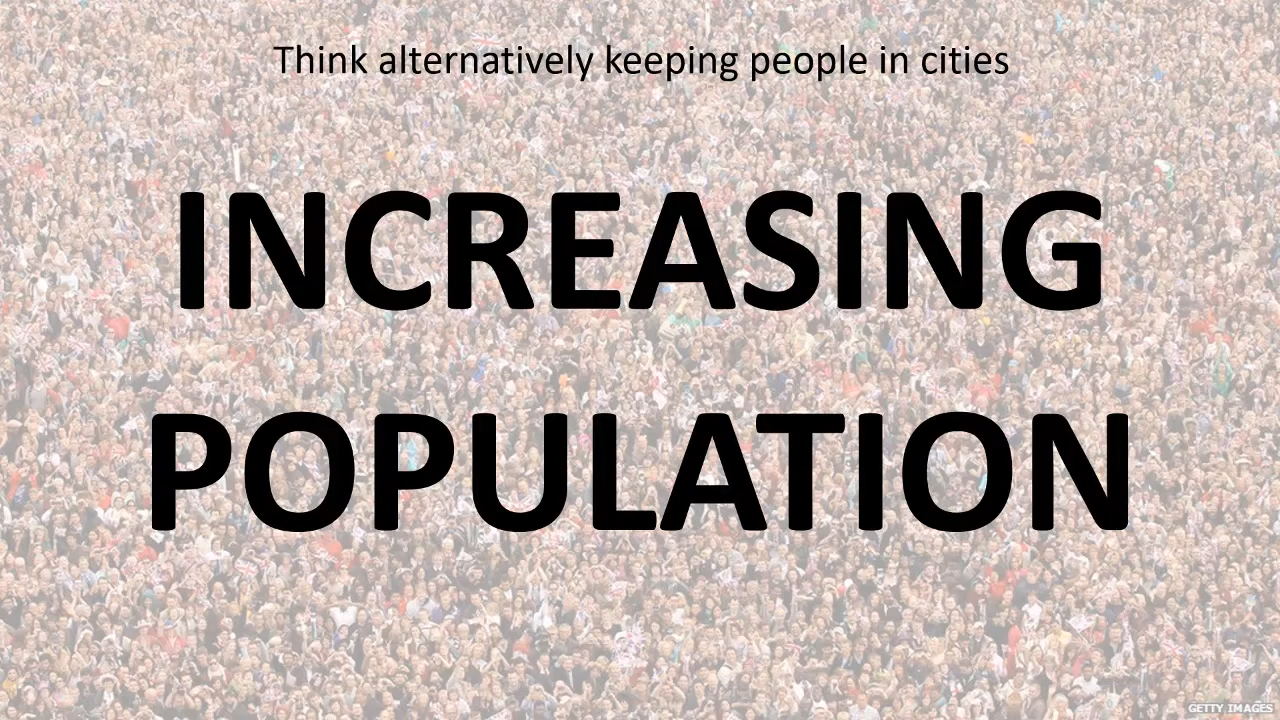 Think alternatively keeping people in cities
INCREASING
POPULATION
GETTY IMAGES